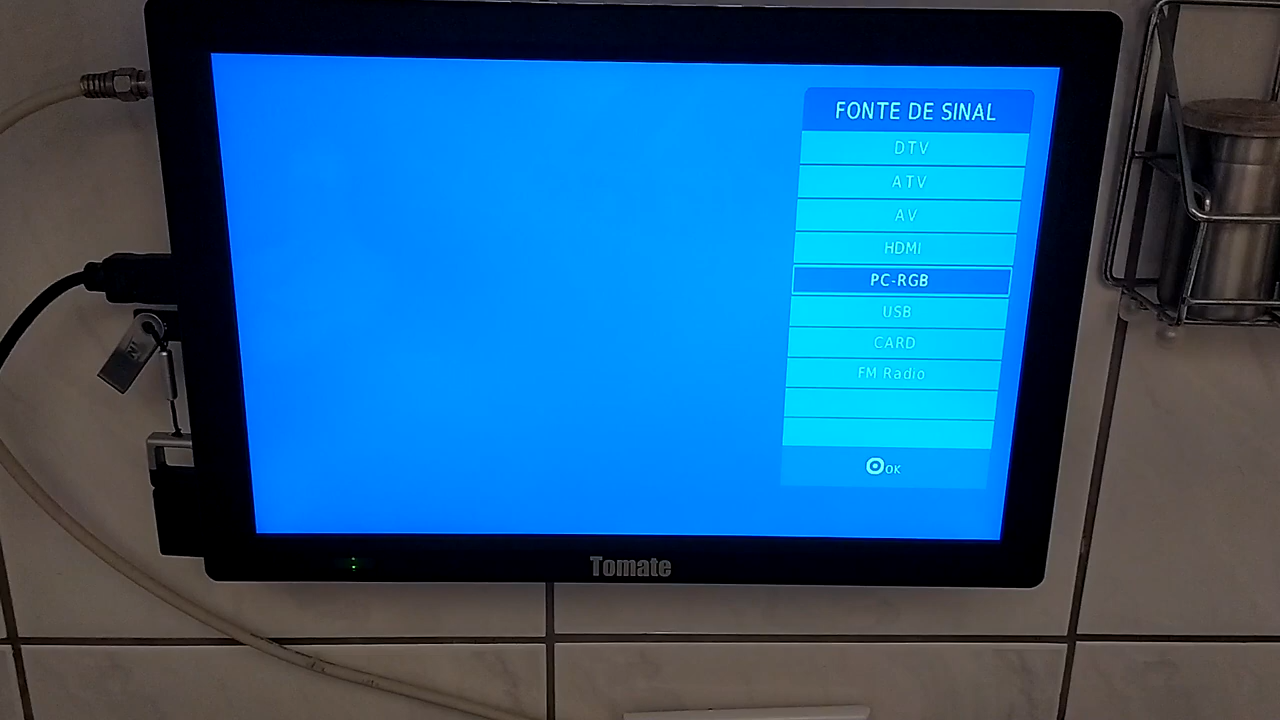 FONTE DE SINAL
DTV
ATV
AV
HDMI
PC-RGB
USB
CARD
FM Radio
OK
Tomate